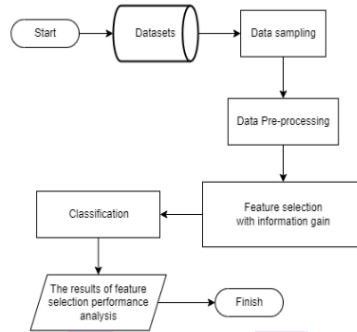 Start
Datasets
Data sampling
Data Pre-processing
Feature selection
with information gain
Classification
The results of feature
selection performance
analysis
Finish